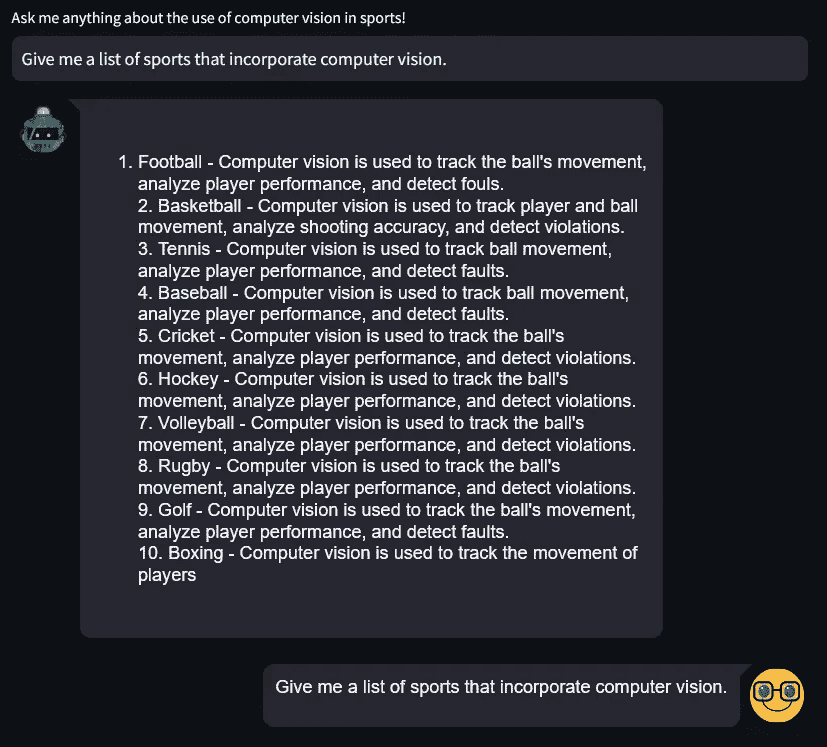 Ask me anything about the use of computer vision in sports!
Give me a list of sports that incorporate computer vision.
1. Football - Computer vision is used to track the ball's movement,
analyze player performance, and detect fouls.
2. Basketball - Computer vision is used to track player and ball
movement, analyze shooting accuracy, and detect violations.
3. Tennis - Computer vision is used to track ball movement,
analyze player performance, and detect faults.
4. Baseball - Computer vision is used to track ball movement,
analyze player performance, and detect faults.
5. Cricket - Computer vision is used to track the ball's
movement, analyze player performance, and detect violations.
6. Hockey - Computer vision is used to track the ball's
movement, analyze player performance, and detect violations.
7. Volleyball - Computer vision is used to track the ball's
movement, analyze player performance, and detect violations.
8. Rugby - Computer vision is used to track the ball's
movement, analyze player performance, and detect violations.
9. Golf - Computer vision is used to track the ball's movement,
analyze player performance, and detect faults.
10. Boxing - Computer vision is used to track the movement of
players
Give me a list of sports that incorporate computer vision.